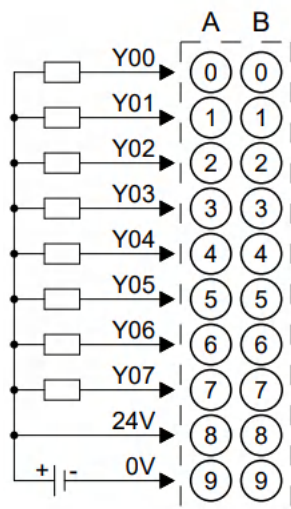 A B
Y00 0 0
Y01 1 1
Y02 2 2
Y03 3 3
Y04 4 4
Y05 5 5
Y06 6 6
Y07 7 7
24V 8 8
+ - 0V 9 9